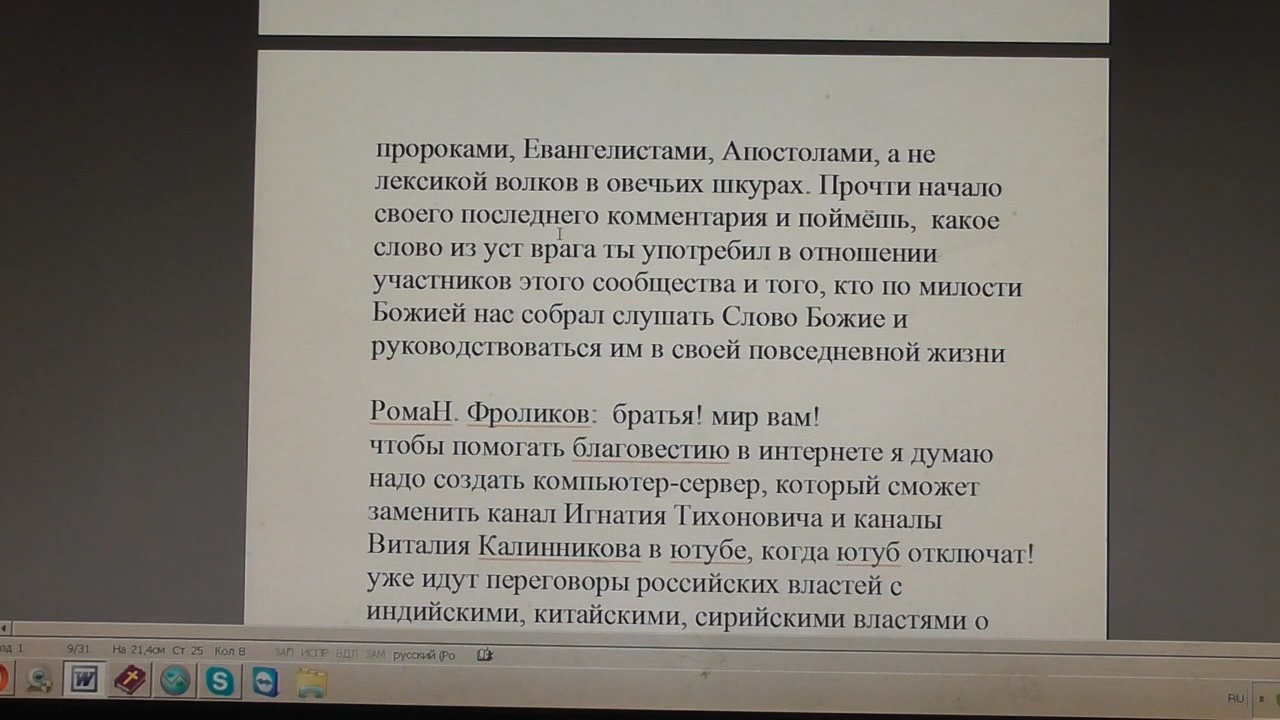 пророками, Евангелистами, Апостолами, а не
лексикой волков в овечьих шкурах. Прочти начало
своего последнего комментария и поймёшь,  какое
слово из уст врага ты употребил в отношении
участников этого сообщества и того, кто по милости
Божией нас собрал слушать Слово Божие и
руководствоваться им в своей повседневной жизни
РомаН. Фроликов:  братья! мир вам!
чтобы помогать благовестию в интернете я думаю
надо создать компьютер-сервер, который сможет
заменить канал Игнатия Тихоновича и каналы
Виталия Калинникова в ютубе, когда ютуб отключат!
уже идут переговоры российских властей с
индийскими, китайскими, сирийскими властями о
1 9/31 На 21,4см Ст 25 Кол 8 ЗАП ИСПР ВДЛ ЗАМ русский (Ро
W S RU